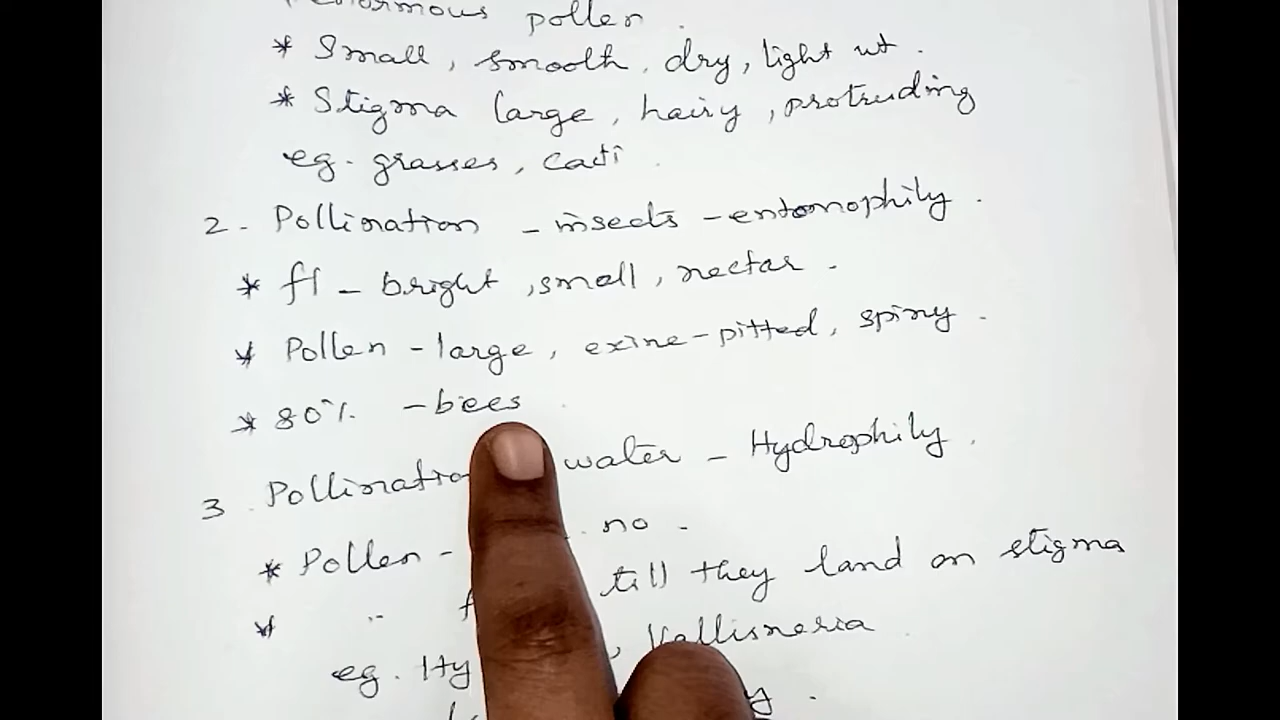 enormous pollen .
* Small , smooth , dry , light wt .
* Stigma large , hairy , protruding
eg - grasses , Cacti .
2 - Pollination - insects - entomophily .
* fl - bright , small , nectar .
* Pollen - large , exine - pitted , spiny .
* 80% - bees
3 . Pollinatio water - Hydrophily .
* Pollen - no -
* " f till they land on stigma
eg . Hy , Vallisneria .